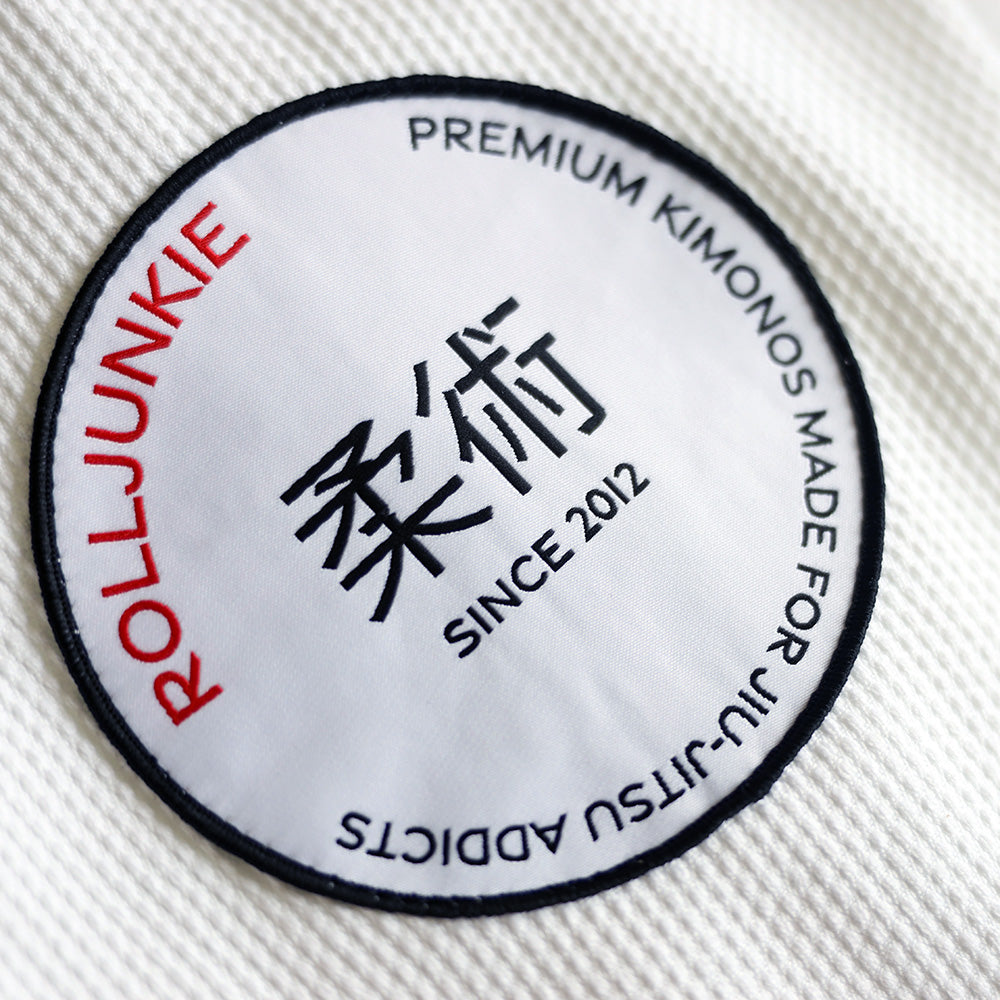 ROLLJUNKIE
PREMIUM KIMONOS MADE FOR JIU-JITSU ADDICTS
柔術
SINCE 2012